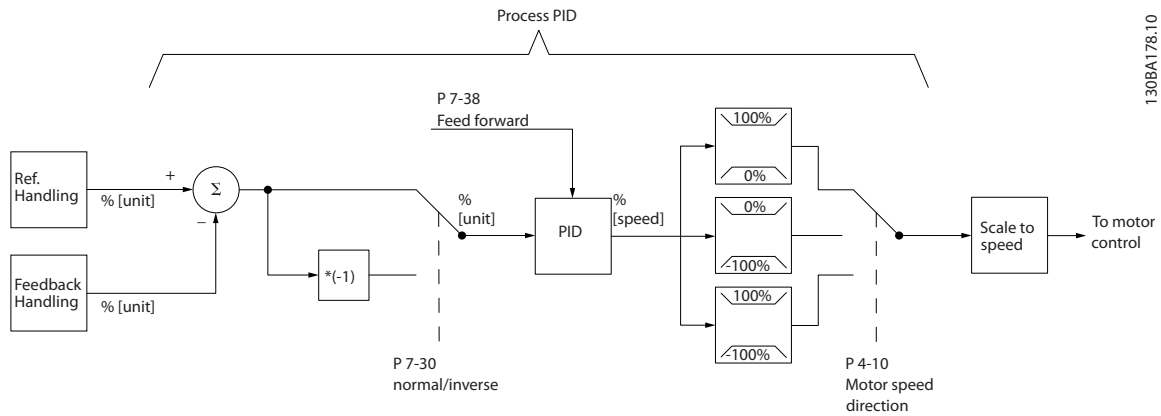 Process PID
130BA178.10
P 7-38
Feed forward
100%
0%
Ref.
Handling
+
% [unit]
Σ
_
%
[unit]
PID
%
[speed]
0%
-100%
Scale to
speed
To motor
control
Feedback
Handling
% [unit]
*(-1)
100%
-100%
P 7-30
normal/inverse
P 4-10
Motor speed
direction